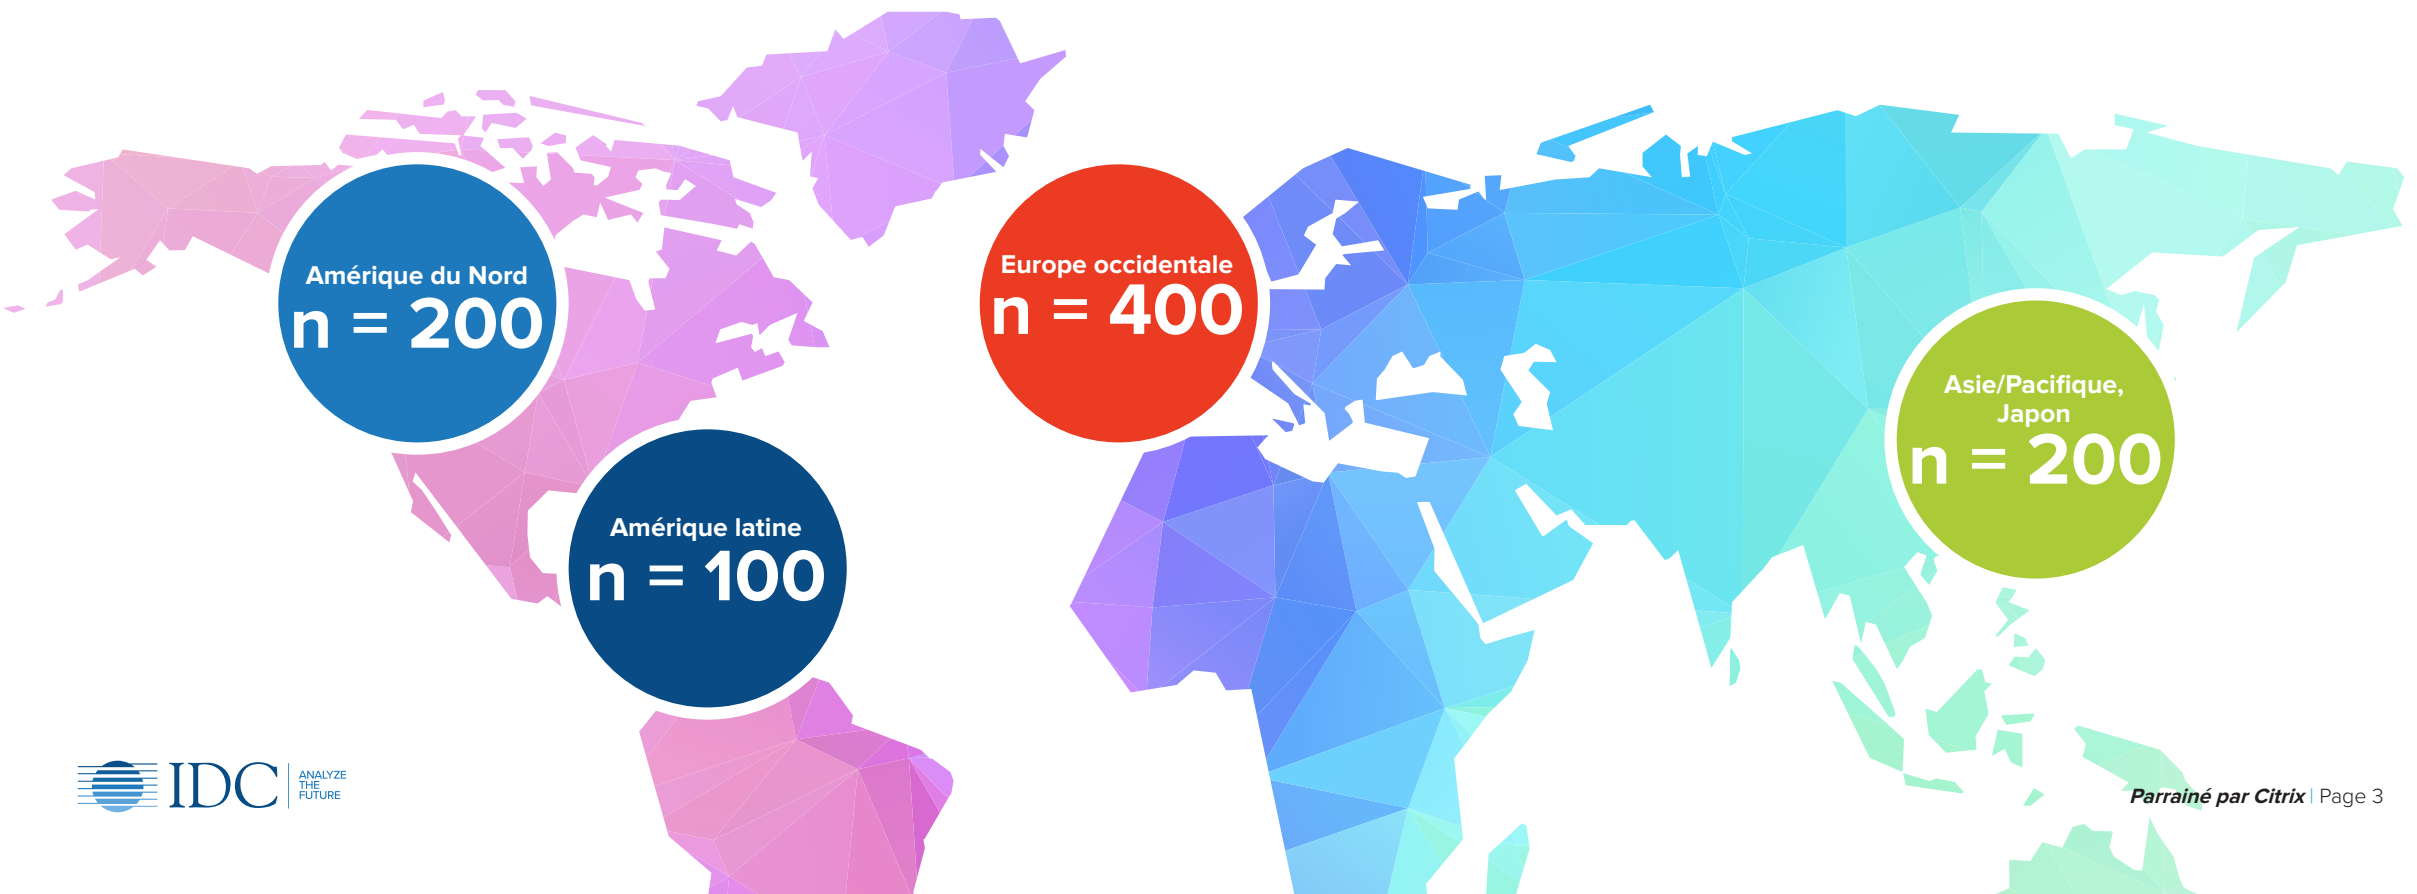 Amérique du Nord
n = 200
Europe occidentale
n = 400
Asie/Pacifique,
Japon
n = 200
Amérique latine
n = 100
IDC
ANALYZE
THE
FUTURE
Parrainé par Citrix | Page 3